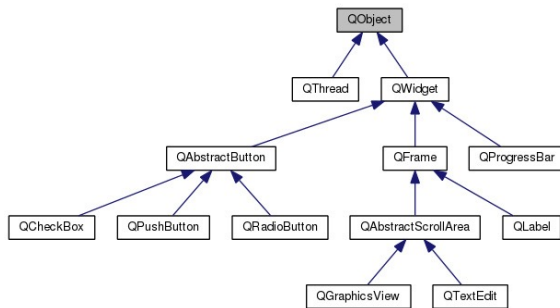 QObject
QThread
QWidget
QAbstractButton
QFrame
QProgressBar
QCheckBox
QPushButton
QRadioButton
QAbstractScrollArea
QLabel
QGraphicsView
QTextEdit